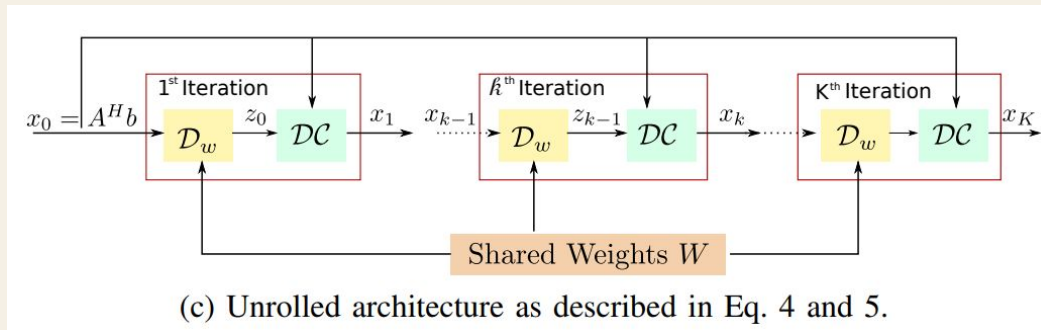 1st Iteration
kth Iteration
Kth Iteration
x₀ = Aᴴb
𝒟w
z₀
𝒟𝒞
x₁
xₖ₋₁
𝒟w
zₖ₋₁
𝒟𝒞
xₖ
𝒟w
𝒟𝒞
x_K
Shared Weights W
(c) Unrolled architecture as described in Eq. 4 and 5.